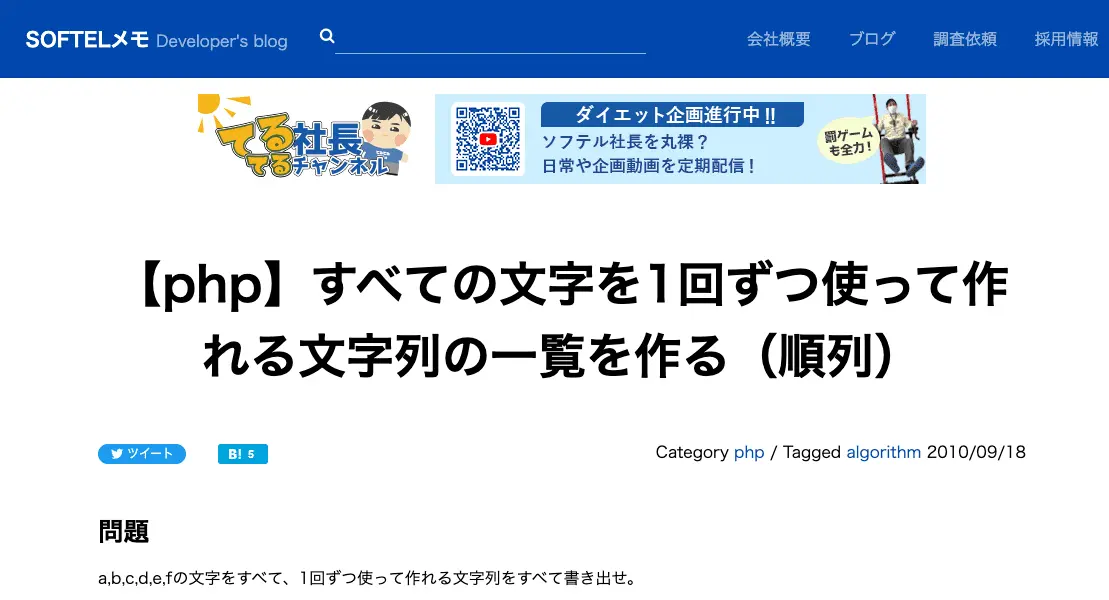 SOFTELメモ Developer's blog
会社概要 ブログ 調査依頼 採用情報
てる社長
てるチャンネル
ダイエット企画進行中!!
ソフテル社長を丸裸？
日常や企画動画を定期配信！
罰ゲーム
も全力！
【php】すべての文字を1回ずつ使って作
れる文字列の一覧を作る（順列）
ツイート B! 5 Category php / Tagged algorithm 2010/09/18
問題
a,b,c,d,e,fの文字をすべて、1回ずつ使って作れる文字列をすべて書き出せ。